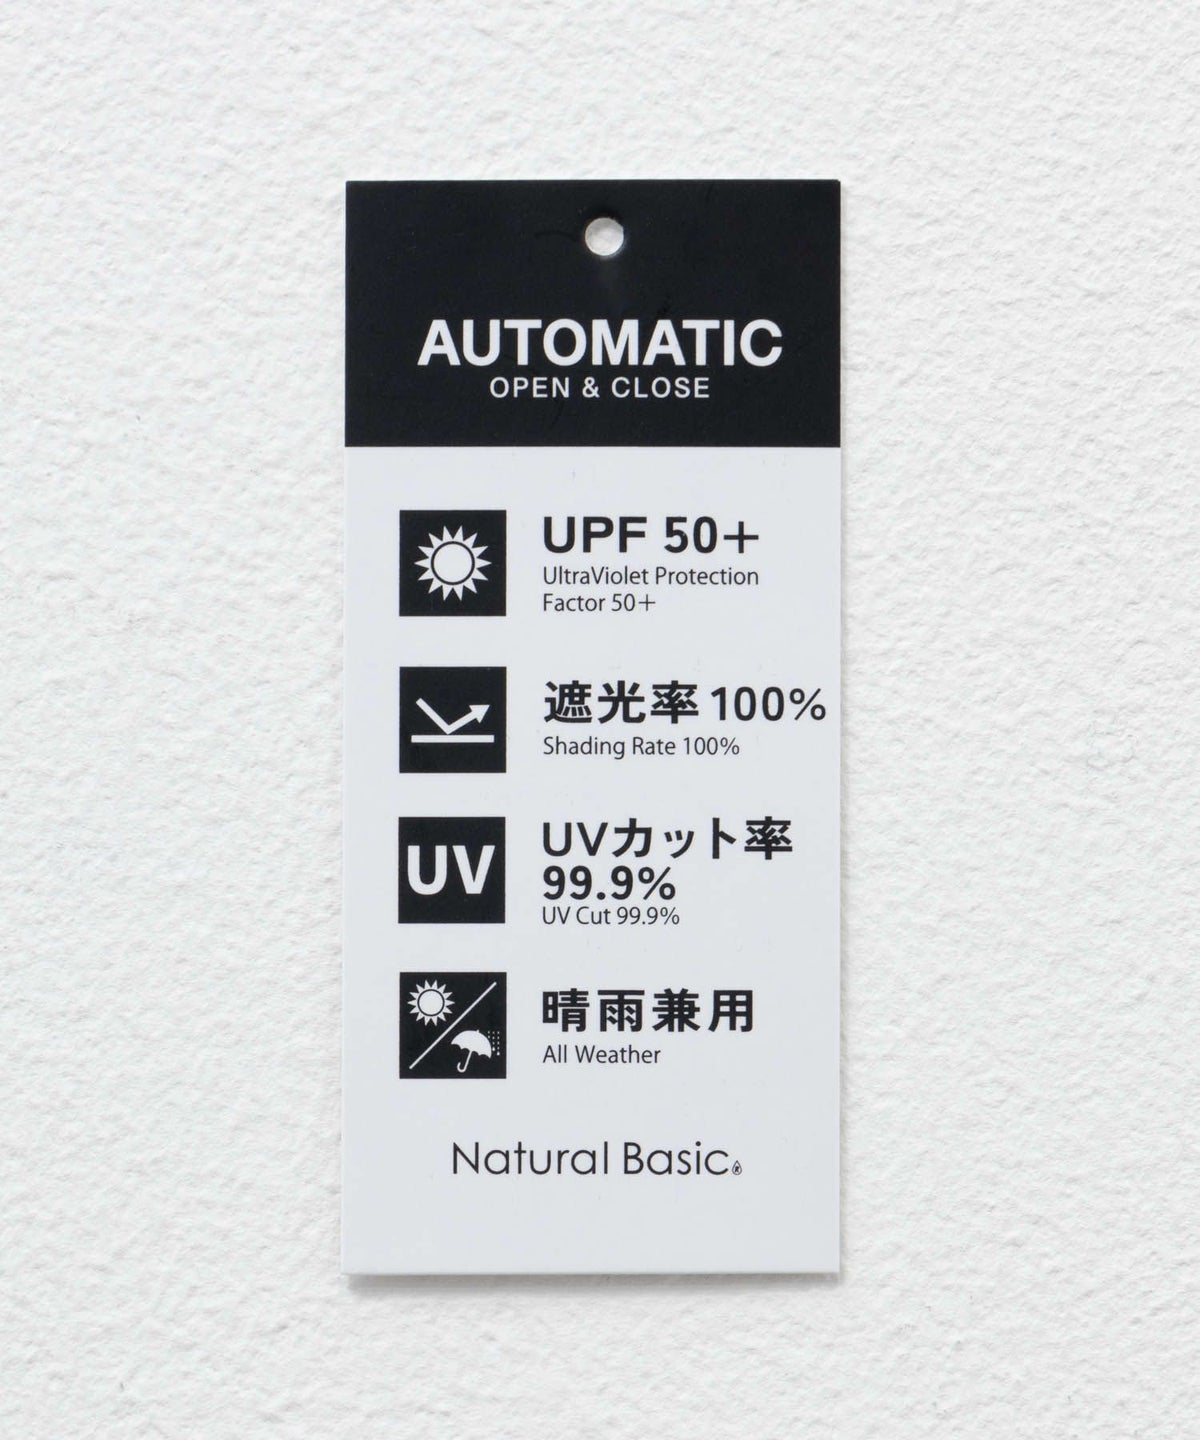 AUTOMATIC
OPEN & CLOSE
UPF 50+
UltraViolet Protection
Factor 50+
遮光率 100%
Shading Rate 100%
UV
UVカット率
99.9%
UV Cut 99.9%
晴雨兼用
All Weather
Natural Basic